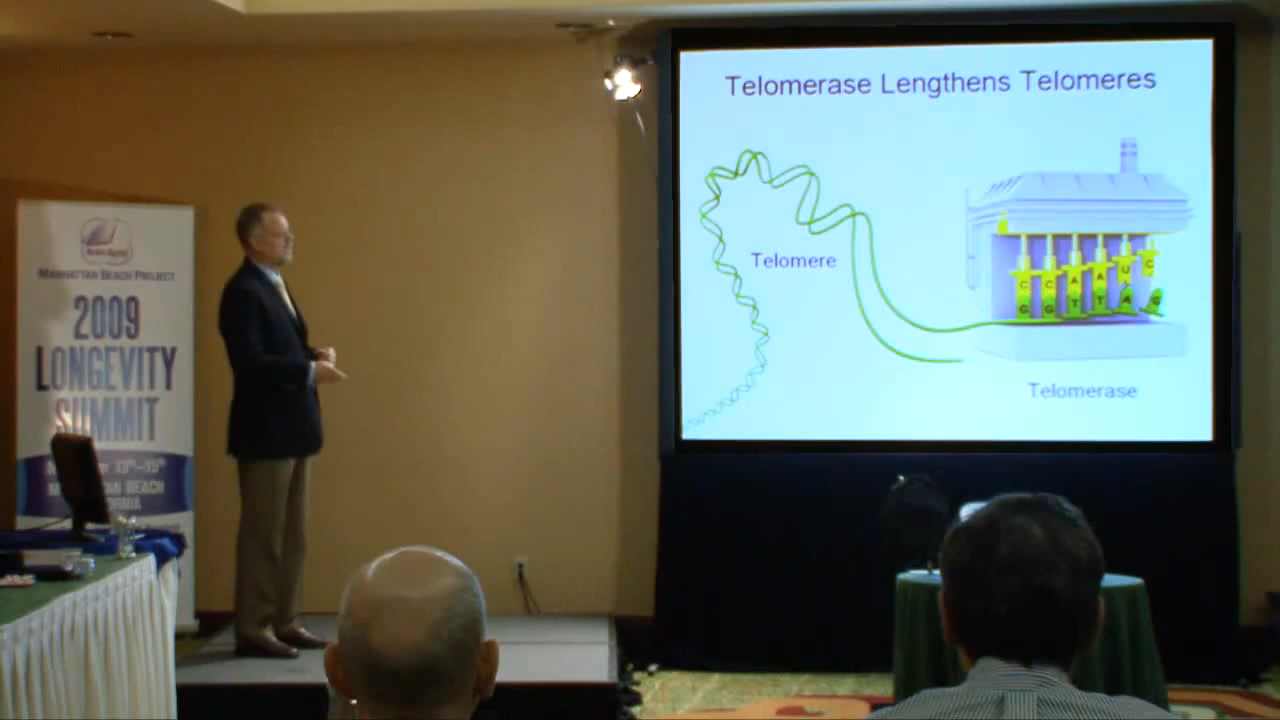 MANHATTAN BEACH PROJECT
2009
LONGEVITY
SUMMIT
Telomerase Lengthens Telomeres
Telomere
C C A A U C
G G T T A G
Telomerase